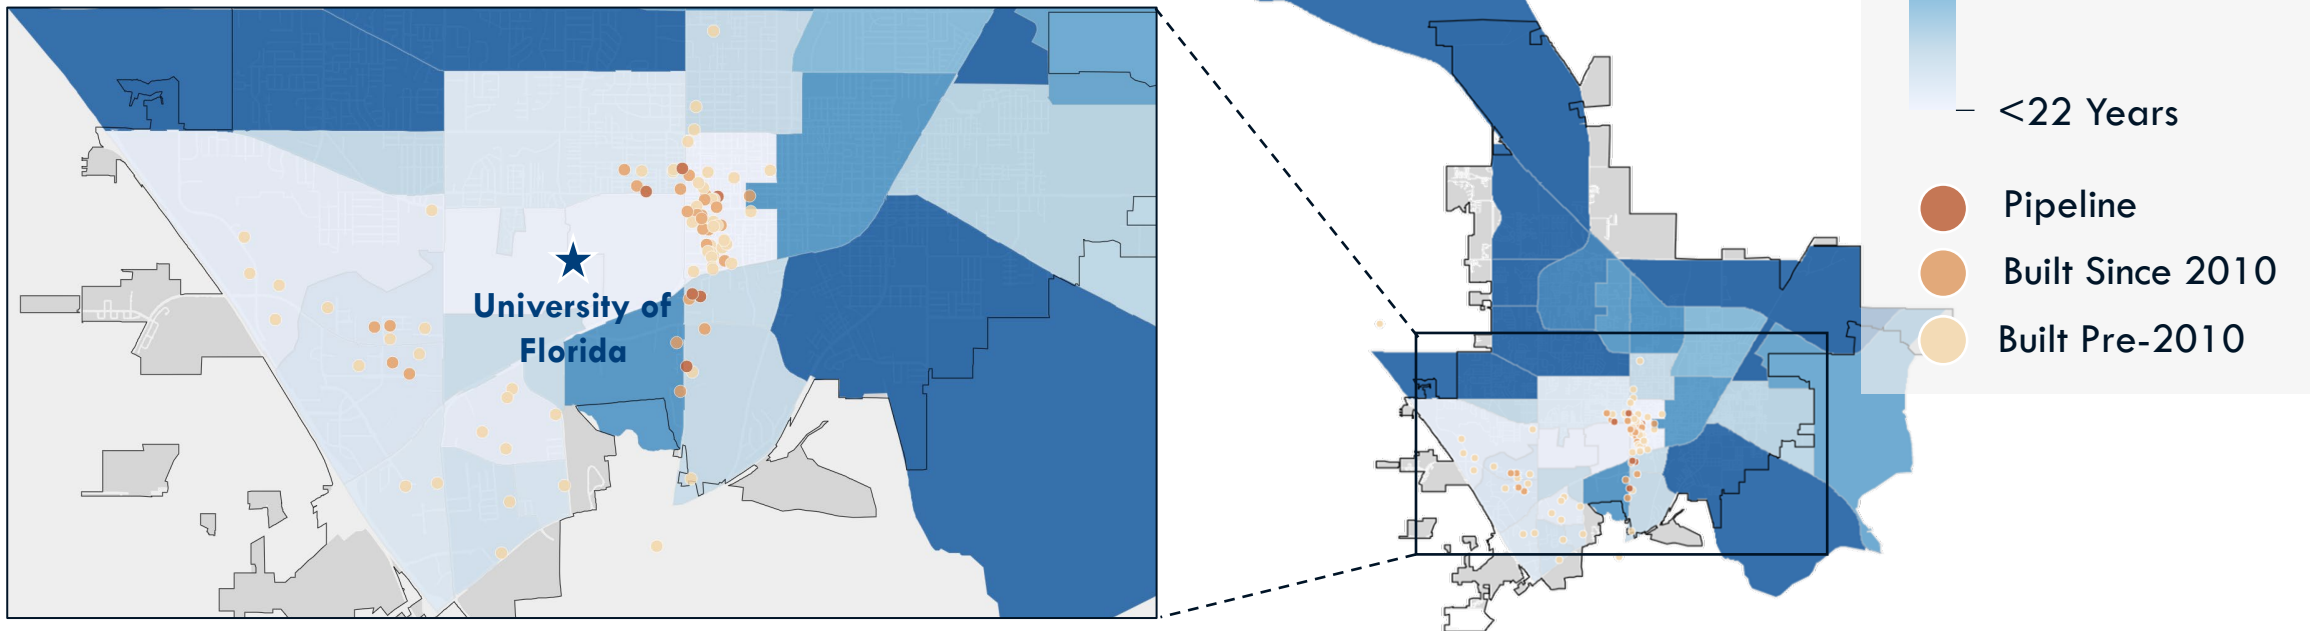 University of
Florida
<22 Years
Pipeline
Built Since 2010
Built Pre-2010